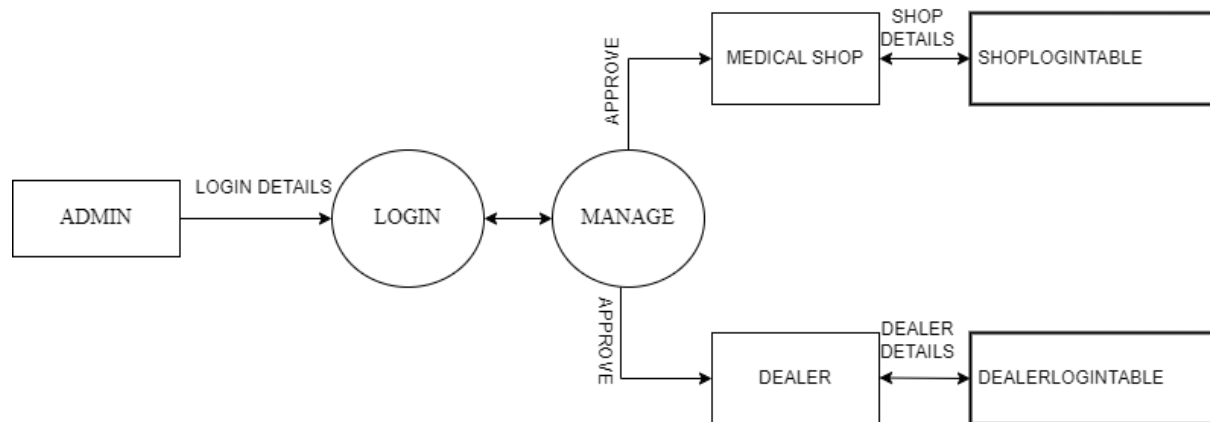 SHOP
DETAILS
APPROVE
MEDICAL SHOP
SHOPLOGINTABLE
LOGIN DETAILS
ADMIN
LOGIN
MANAGE
APPROVE
DEALER
DETAILS
DEALER
DEALERLOGINTABLE